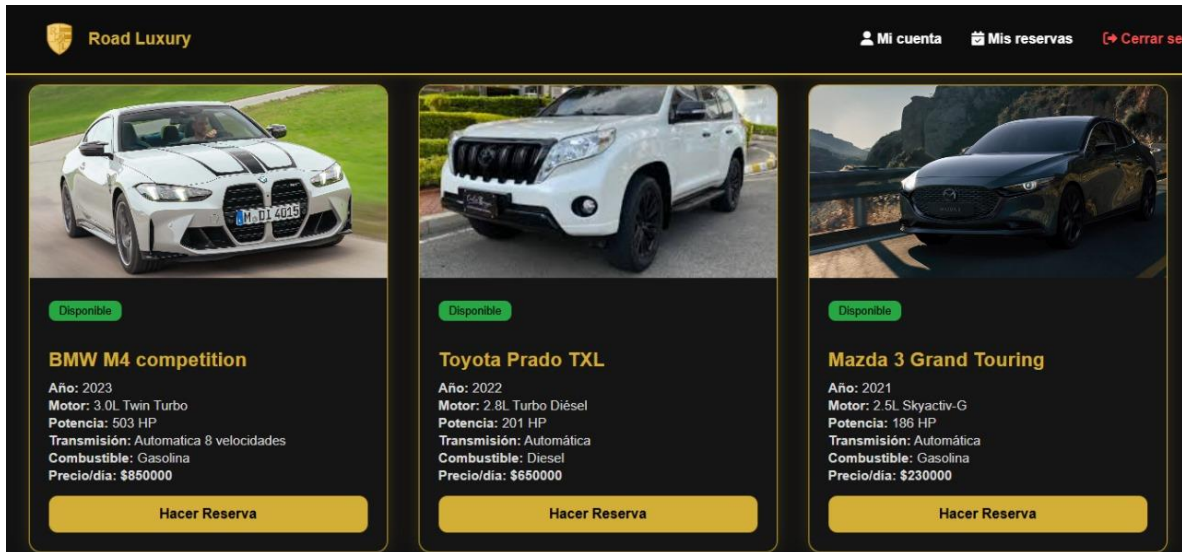 Road Luxury
Mi cuenta
Mis reservas
Cerrar se
M DI 4015
Disponible
BMW M4 competition
Año: 2023
Motor: 3.0L Twin Turbo
Potencia: 503 HP
Transmisión: Automatica 8 velocidades
Combustible: Gasolina
Precio/dia: $850000
Hacer Reserva
Disponible
Toyota Prado TXL
Año: 2022
Motor: 2.8L Turbo Diésel
Potencia: 201 HP
Transmisión: Automática
Combustible: Diesel
Precio/dia: $650000
Hacer Reserva
Disponible
Mazda 3 Grand Touring
Año: 2021
Motor: 2.5L Skyactiv-G
Potencia: 186 HP
Transmisión: Automática
Combustible: Gasolina
Precio/dia: $230000
Hacer Reserva